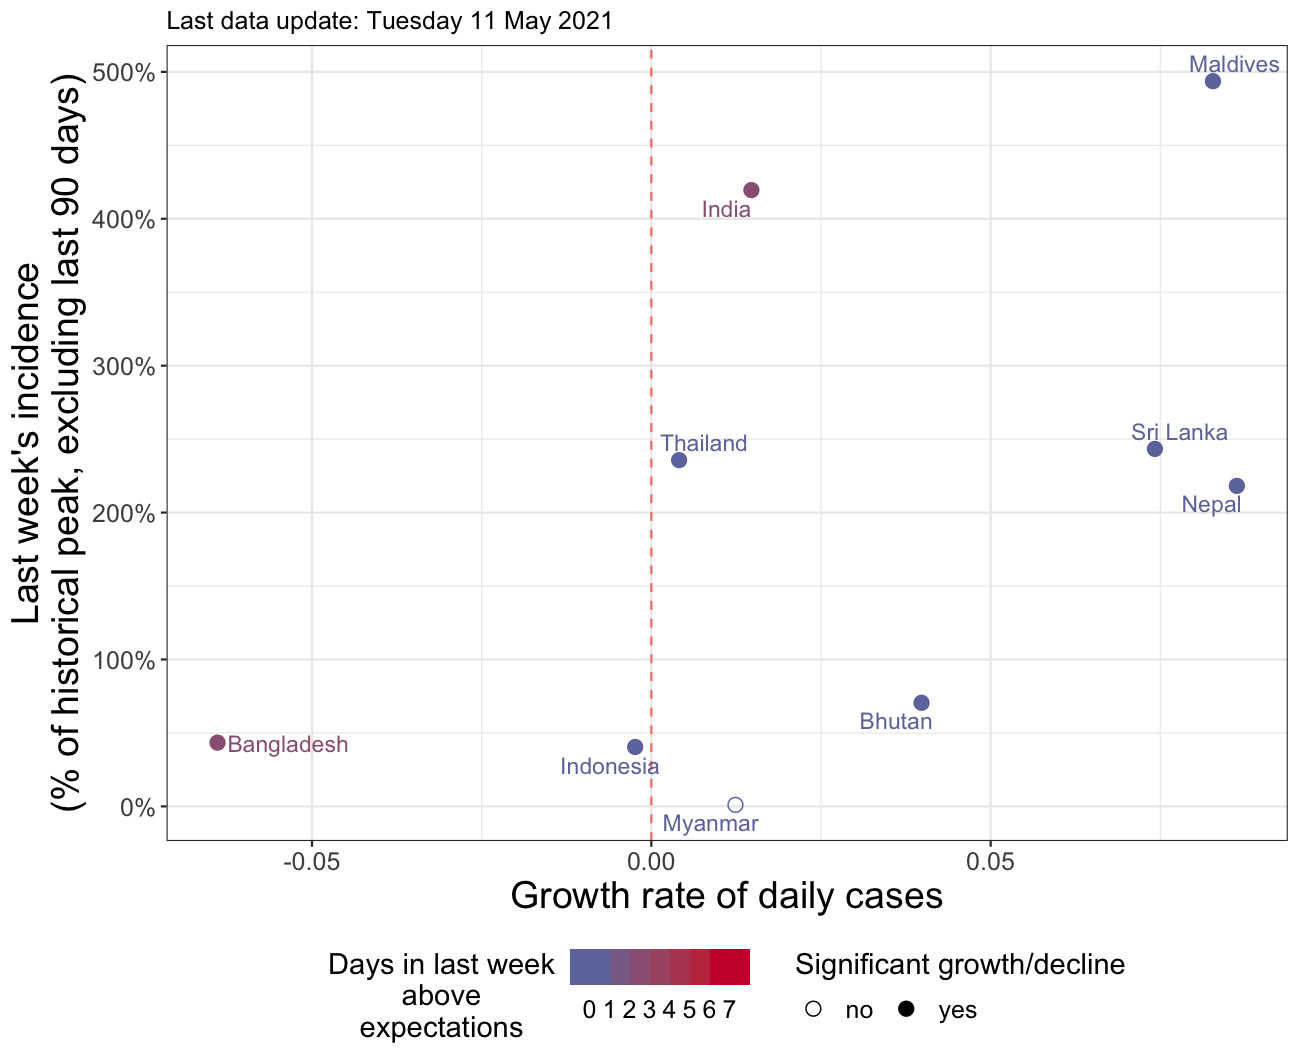 Last data update: Tuesday 11 May 2021
Last week's incidence
(% of historical peak, excluding last 90 days)
500%
400%
300%
200%
100%
0%
Maldives
India
Thailand
Sri Lanka
Nepal
Bhutan
Bangladesh
Indonesia
Myanmar
-0.05
0.00
0.05
Growth rate of daily cases
Days in last week
above
expectations
0 1 2 3 4 5 6 7
Significant growth/decline
no
yes